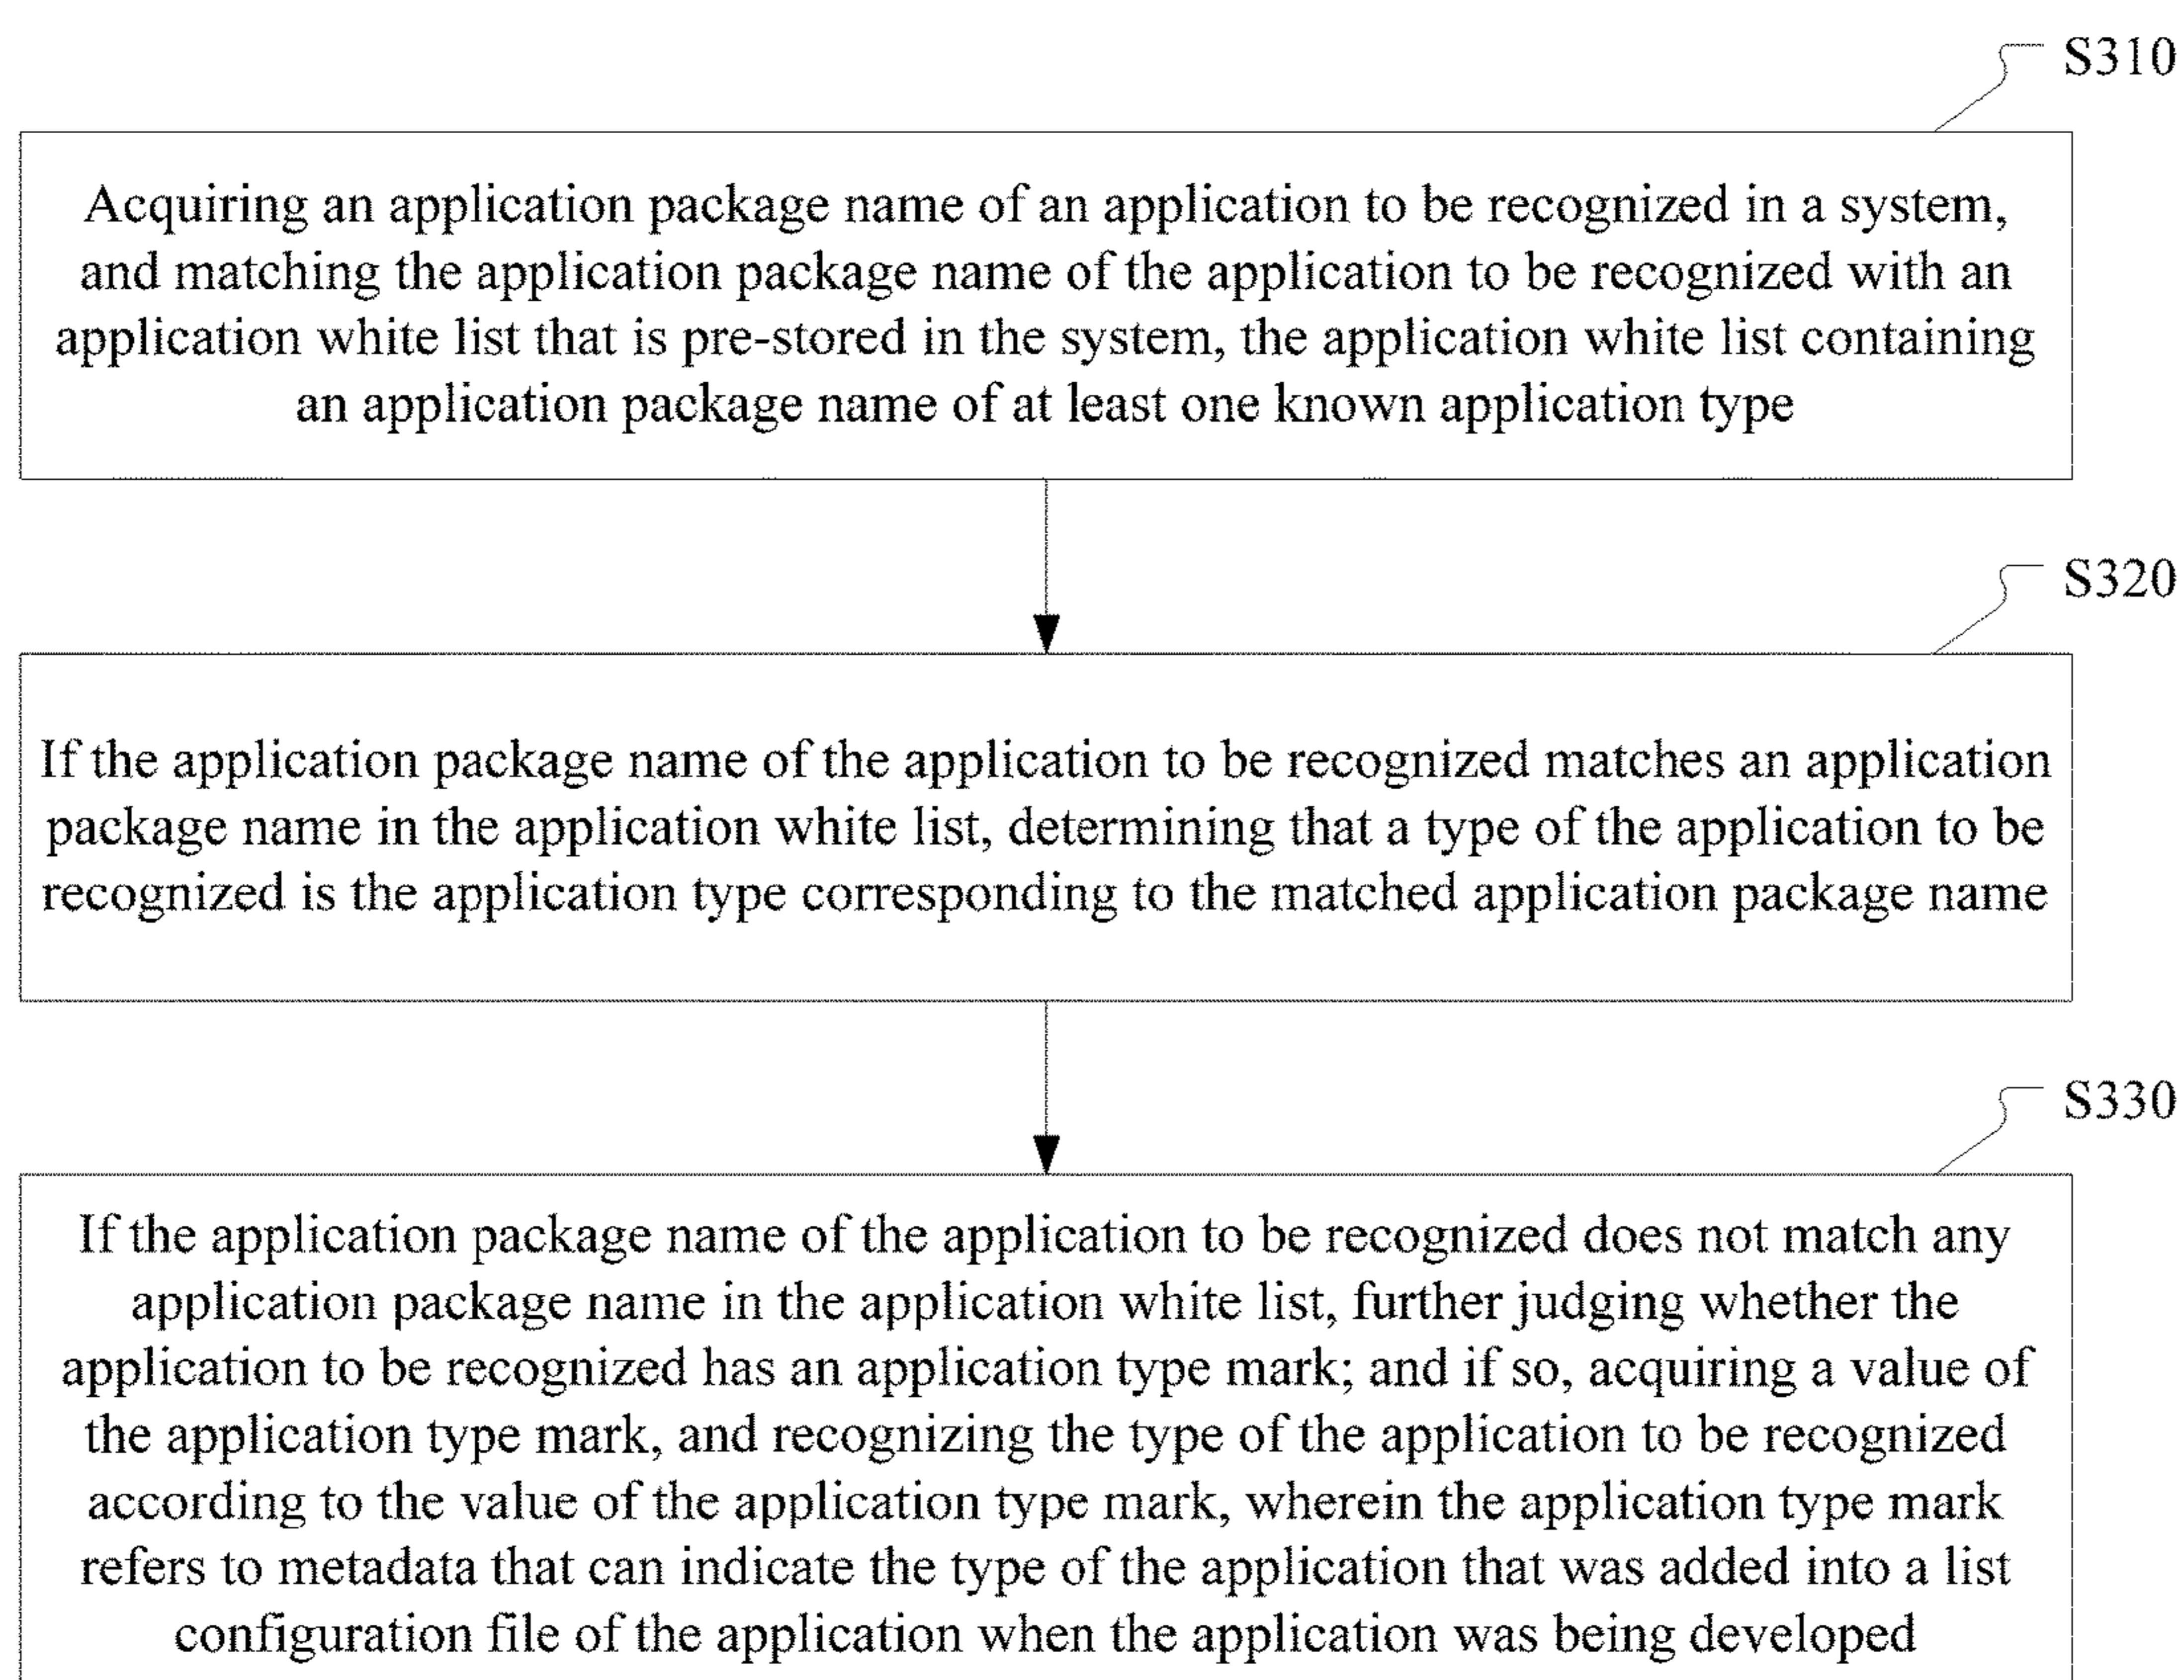 S310
Acquiring an application package name of an application to be recognized in a system,
and matching the application package name of the application to be recognized with an
application white list that is pre-stored in the system, the application white list containing
an application package name of at least one known application type
S320
If the application package name of the application to be recognized matches an application
package name in the application white list, determining that a type of the application to be
recognized is the application type corresponding to the matched application package name
S330
If the application package name of the application to be recognized does not match any
application package name in the application white list, further judging whether the
application to be recognized has an application type mark; and if so, acquiring a value of
the application type mark, and recognizing the type of the application to be recognized
according to the value of the application type mark, wherein the application type mark
refers to metadata that can indicate the type of the application that was added into a list
configuration file of the application when the application was being developed